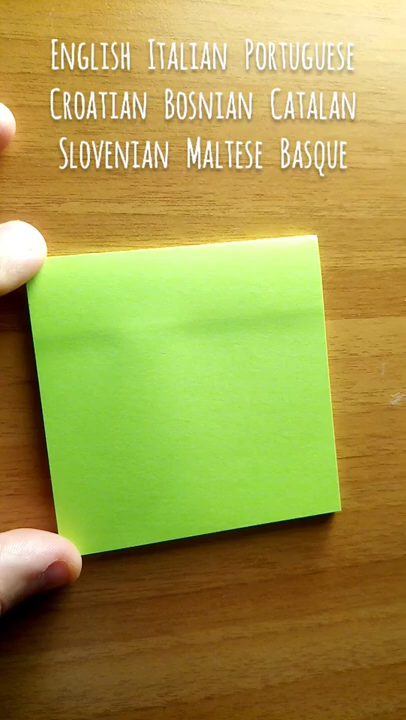 English Italian Portuguese
Croatian Bosnian Catalan
Slovenian Maltese Basque